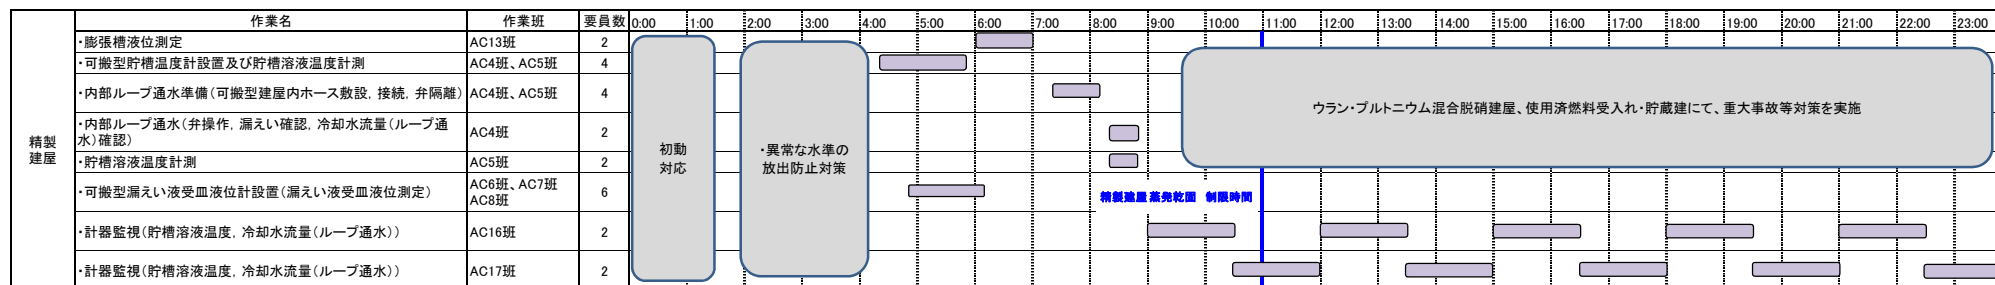 作業名 作業班 要員数 0:00 1:00 2:00 3:00 4:00 5:00 6:00 7:00 8:00 9:00 10:00 11:00 12:00 13:00 14:00 15:00 16:00 17:00 18:00 19:00 20:00 21:00 22:00 23:00
精製
建屋
・膨張槽液位測定 AC13班 2
・可搬型貯槽温度計設置及び貯槽溶液温度計測 AC4班、AC5班 4
・内部ループ通水準備(可搬型建屋内ホース敷設, 接続, 弁隔離) AC4班、AC5班 4
・内部ループ通水(弁操作, 漏えい確認, 冷却水流量(ループ通
水)確認) AC4班 2
・貯槽溶液温度計測 AC5班 2
・可搬型漏えい液受皿液位計設置(漏えい液受皿液位測定) AC6班、AC7班
AC8班 6
・計器監視(貯槽溶液温度, 冷却水流量(ループ通水)) AC16班 2
・計器監視(貯槽溶液温度, 冷却水流量(ループ通水)) AC17班 2
初動
対応
・異常な水準の
放出防止対策
ウラン・プルトニウム混合脱硝建屋、使用済燃料受入れ・貯蔵建にて、重大事故等対策を実施
精製建屋 蒸発乾固 制限時間